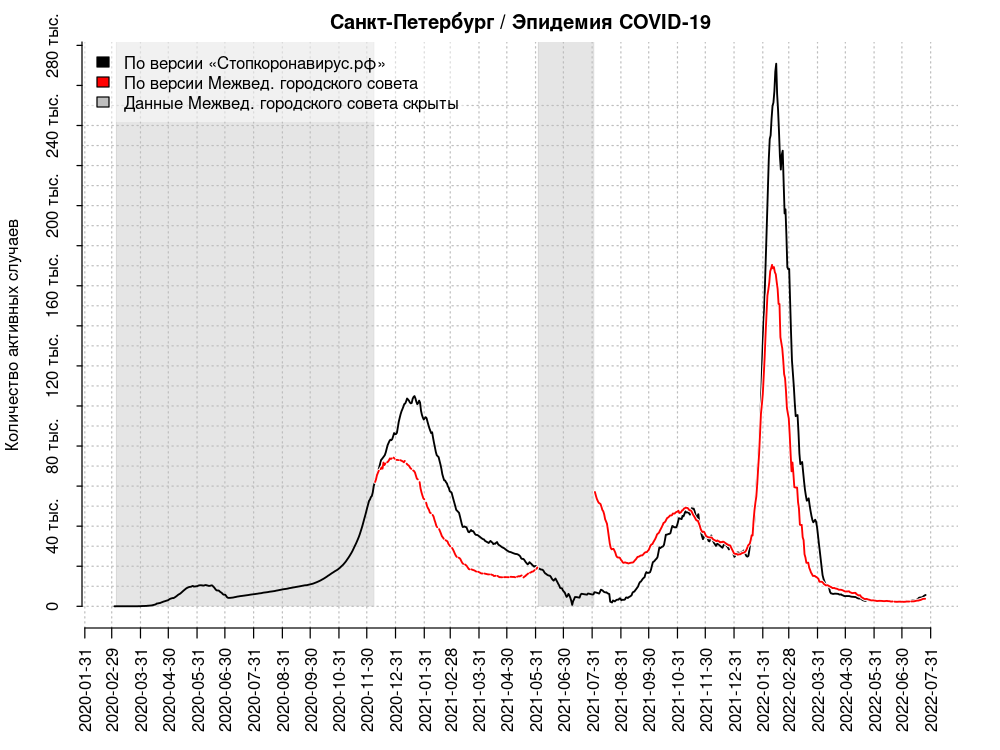 Санкт-Петербург / Эпидемия COVID-19
По версии «Стопкоронавирус.рф»
По версии Межвед. городского совета
Данные Межвед. городского совета скрыты
Количество активных случаев
280 тыс.
240 тыс.
200 тыс.
160 тыс.
120 тыс.
80 тыс.
40 тыс.
0
2020-01-31
2020-02-29
2020-03-31
2020-04-30
2020-05-31
2020-06-30
2020-07-31
2020-08-31
2020-09-30
2020-10-31
2020-11-30
2020-12-31
2021-01-31
2021-02-28
2021-03-31
2021-04-30
2021-05-31
2021-06-30
2021-07-31
2021-08-31
2021-09-30
2021-10-31
2021-11-30
2021-12-31
2022-01-31
2022-02-28
2022-03-31
2022-04-30
2022-05-31
2022-06-30
2022-07-31